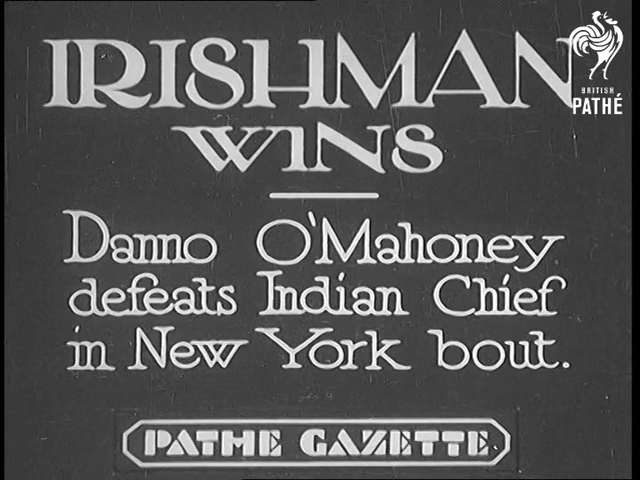 IRISHMAN
WINS
Danno O'Mahoney
defeats Indian Chief
in New York bout.
PATHE GAZETTE
BRITISH
PATHÉ